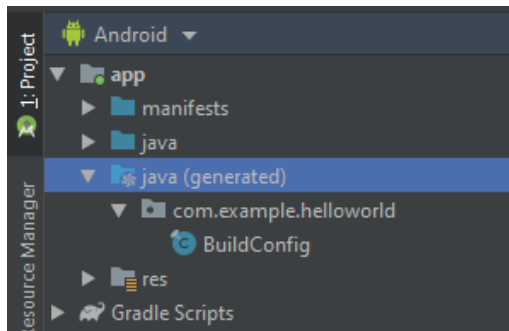 1: Project
Resource Manager
Android
app
manifests
java
java (generated)
com.example.helloworld
BuildConfig
res
Gradle Scripts